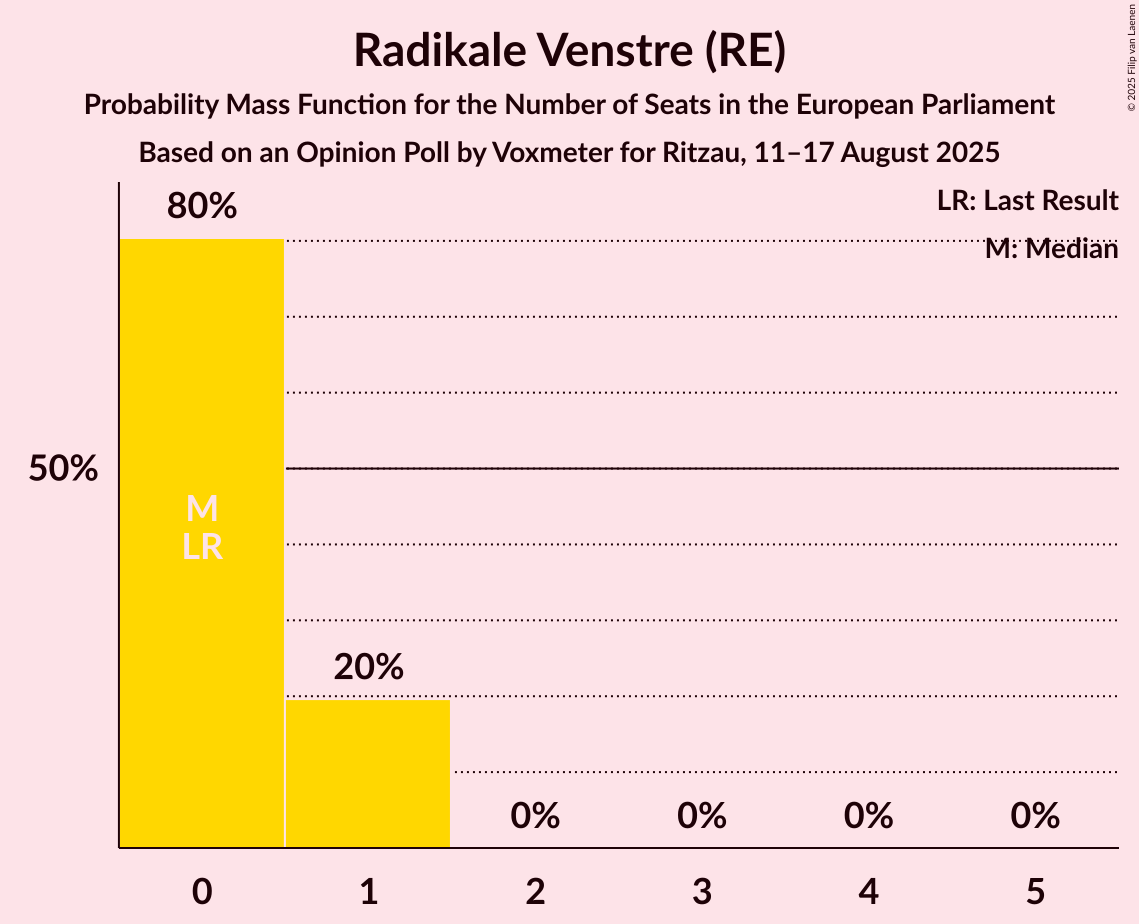 Radikale Venstre (RE)
Probability Mass Function for the Number of Seats in the European Parliament
Based on an Opinion Poll by Voxmeter for Ritzau, 11–17 August 2025
© 2025 Filip van Laenen
LR: Last Result
M: Median
80%
50%
M
LR
20%
0% 0% 0% 0%
0 1 2 3 4 5